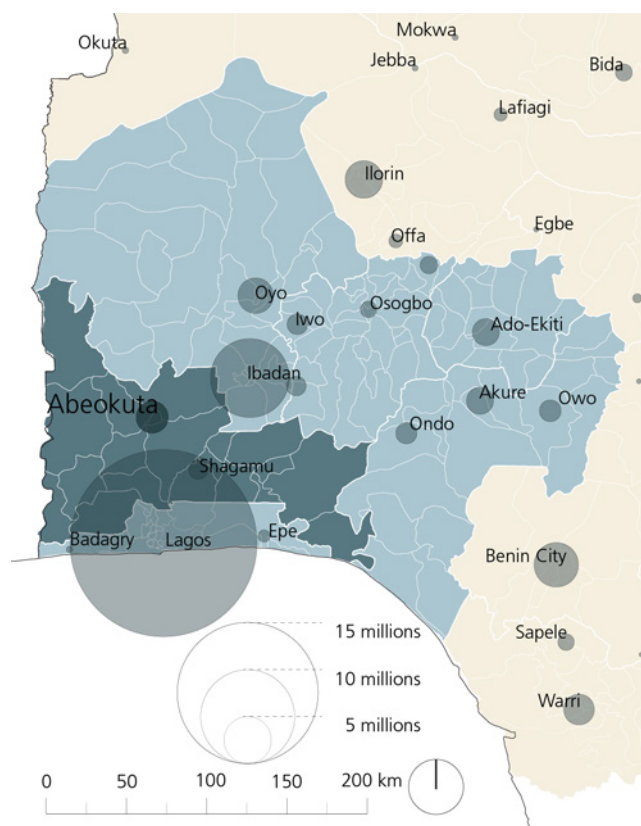 Mokwa
Okuta
Jebba
Bida
Lafiagi
Ilorin
Egbe
Offa
Oyo
Iwo
Osogbo
Ado-Ekiti
Ibadan
Akure
Owo
Abeokuta
Ondo
Shagamu
Epe
Badagry
Lagos
Benin City
15 millions
Sapele
10 millions
Warri
5 millions
0 50 100 150 200 km